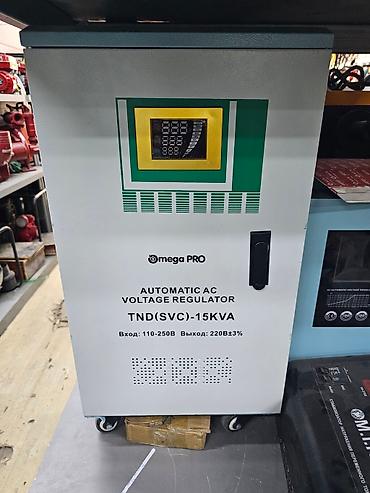 Omega PRO
AUTOMATIC AC
VOLTAGE REGULATOR
TND(SVC)-15KVA
Вход: 110-250В Выход: 220В±3%